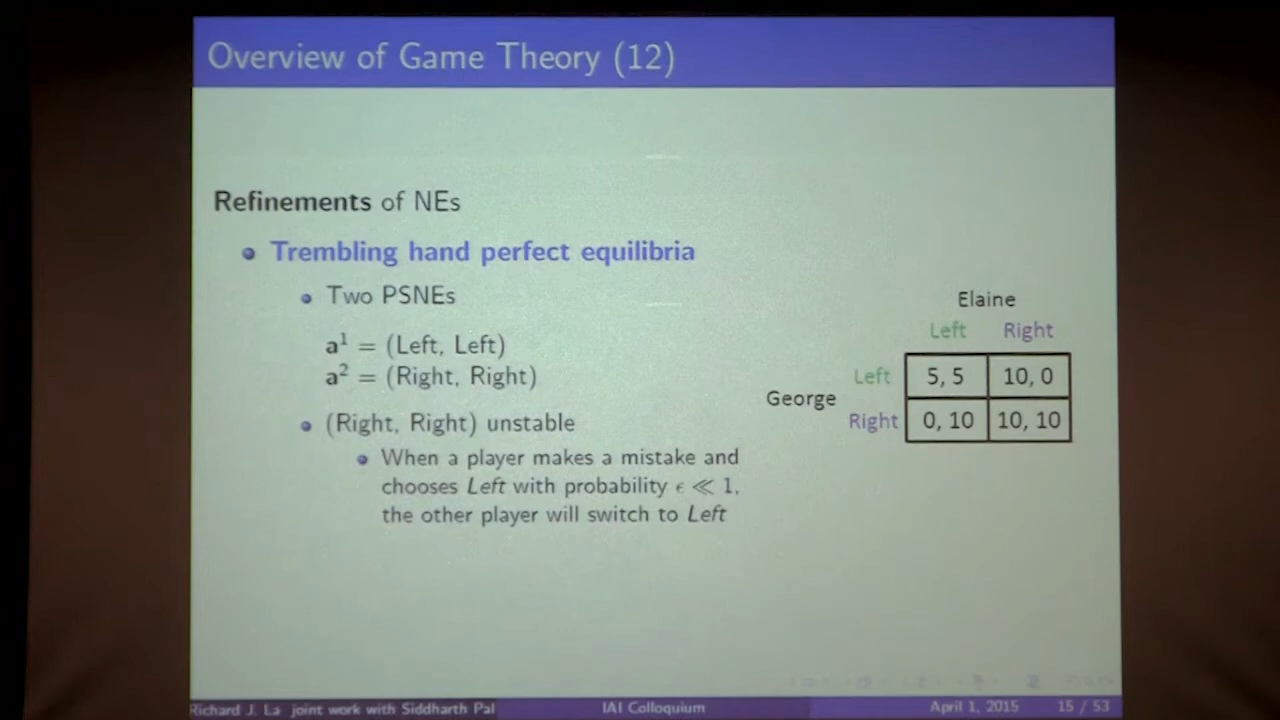 Overview of Game Theory (12)
Refinements of NEs
Trembling hand perfect equilibria
Two PSNEs
a¹ = (Left, Left)
a² = (Right, Right)
(Right, Right) unstable
When a player makes a mistake and
chooses Left with probability ϵ ≪ 1,
the other player will switch to Left
Elaine
Left Right
Left 5, 5 10, 0
George
Right 0, 10 10, 10
Richard J. La joint work with Siddharth Pal IAI Colloquium April 1, 2015 15 / 53